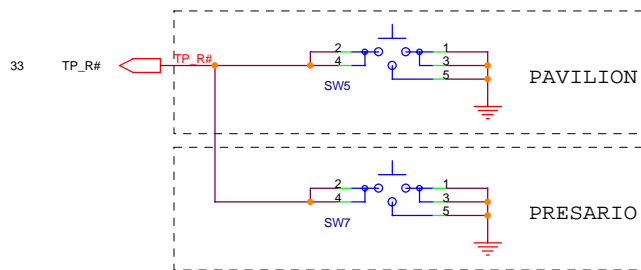 2 1
33 TP_R# TP_R# 4 3
5 PAVILION
SW5
2 1
4 3
5 PRESARIO
SW7